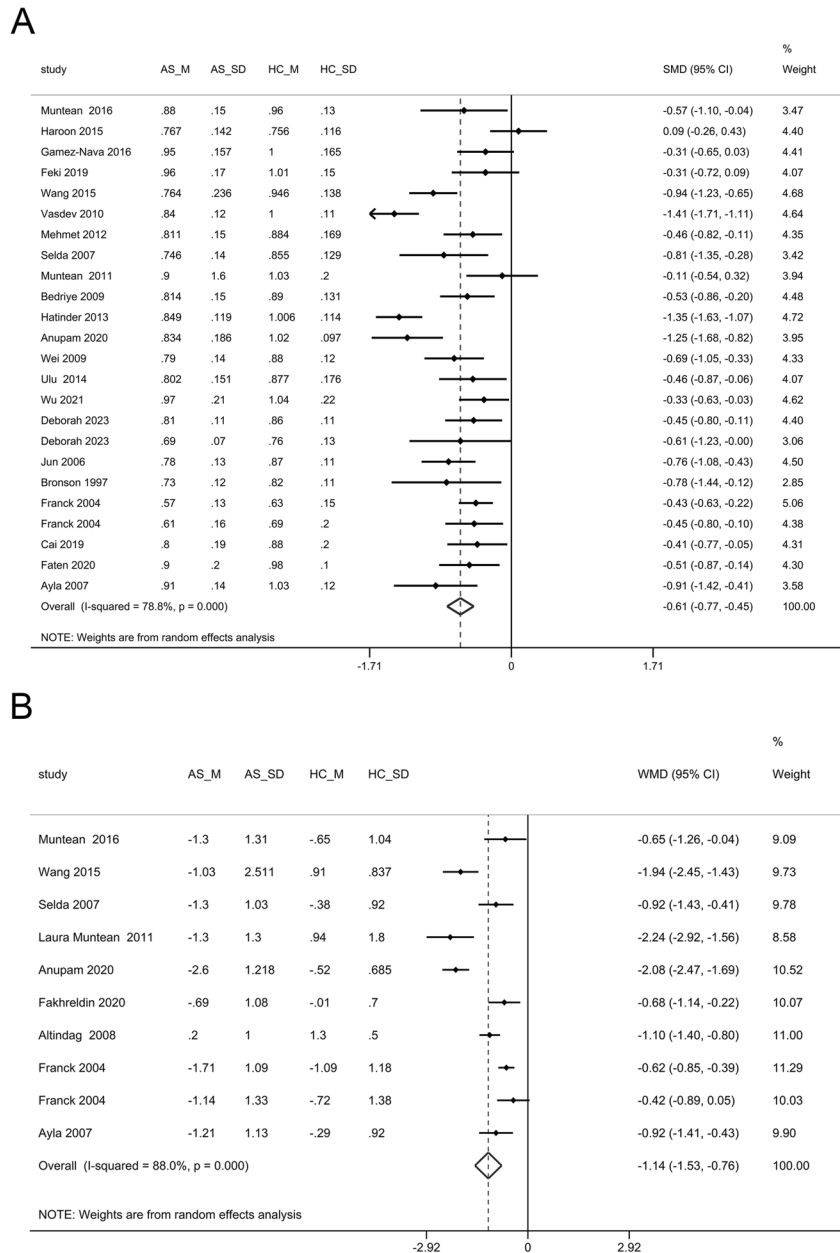 A
%
study AS_M AS_SD HC_M HC_SD SMD (95% CI) Weight
Muntean 2016 .88 .15 .96 .13 -0.57 (-1.10, -0.04) 3.47
Haroon 2015 .767 .142 .756 .116 0.09 (-0.26, 0.43) 4.40
Gamez-Nava 2016 .95 .157 1 .165 -0.31 (-0.65, 0.03) 4.41
Feki 2019 .96 .17 1.01 .15 -0.31 (-0.72, 0.09) 4.07
Wang 2015 .764 .236 .946 .138 -0.94 (-1.23, -0.65) 4.68
Vasdev 2010 .84 .12 1 .11 -1.41 (-1.71, -1.11) 4.64
Mehmet 2012 .811 .15 .884 .169 -0.46 (-0.82, -0.11) 4.35
Selda 2007 .746 .14 .855 .129 -0.81 (-1.35, -0.28) 3.42
Muntean 2011 .9 1.6 1.03 .2 -0.11 (-0.54, 0.32) 3.94
Bedriye 2009 .814 .15 .89 .131 -0.53 (-0.86, -0.20) 4.48
Hatinder 2013 .849 .119 1.006 .114 -1.35 (-1.63, -1.07) 4.72
Anupam 2020 .834 .186 1.02 .097 -1.25 (-1.68, -0.82) 3.95
Wei 2009 .79 .14 .88 .12 -0.69 (-1.05, -0.33) 4.33
Ulu 2014 .802 .151 .877 .176 -0.46 (-0.87, -0.06) 4.07
Wu 2021 .97 .21 1.04 .22 -0.33 (-0.63, -0.03) 4.62
Deborah 2023 .81 .11 .86 .11 -0.45 (-0.80, -0.11) 4.40
Deborah 2023 .69 .07 .76 .13 -0.61 (-1.23, -0.00) 3.06
Jun 2006 .78 .13 .87 .11 -0.76 (-1.08, -0.43) 4.50
Bronson 1997 .73 .12 .82 .11 -0.78 (-1.44, -0.12) 2.85
Franck 2004 .57 .13 .63 .15 -0.43 (-0.63, -0.22) 5.06
Franck 2004 .61 .16 .69 .2 -0.45 (-0.80, -0.10) 4.38
Cai 2019 .8 .19 .88 .2 -0.41 (-0.77, -0.05) 4.31
Faten 2020 .9 .2 .98 .1 -0.51 (-0.87, -0.14) 4.30
Ayla 2007 .91 .14 1.03 .12 -0.91 (-1.42, -0.41) 3.58
Overall (I-squared = 78.8%, p = 0.000) -0.61 (-0.77, -0.45) 100.00
NOTE: Weights are from random effects analysis
-1.71 0 1.71
B
%
study AS_M AS_SD HC_M HC_SD WMD (95% CI) Weight
Muntean 2016 -1.3 1.31 -.65 1.04 -0.65 (-1.26, -0.04) 9.09
Wang 2015 -1.03 2.511 .91 .837 -1.94 (-2.45, -1.43) 9.73
Selda 2007 -1.3 1.03 -.38 .92 -0.92 (-1.43, -0.41) 9.78
Laura Muntean 2011 -1.3 1.3 .94 1.8 -2.24 (-2.92, -1.56) 8.58
Anupam 2020 -2.6 1.218 -.52 .685 -2.08 (-2.47, -1.69) 10.52
Fakhreldin 2020 -.69 1.08 -.01 .7 -0.68 (-1.14, -0.22) 10.07
Altindag 2008 .2 1 1.3 .5 -1.10 (-1.40, -0.80) 11.00
Franck 2004 -1.71 1.09 -1.09 1.18 -0.62 (-0.85, -0.39) 11.29
Franck 2004 -1.14 1.33 -.72 1.38 -0.42 (-0.89, 0.05) 10.03
Ayla 2007 -1.21 1.13 -.29 .92 -0.92 (-1.41, -0.43) 9.90
Overall (I-squared = 88.0%, p = 0.000) -1.14 (-1.53, -0.76) 100.00
NOTE: Weights are from random effects analysis
-2.92 0 2.92